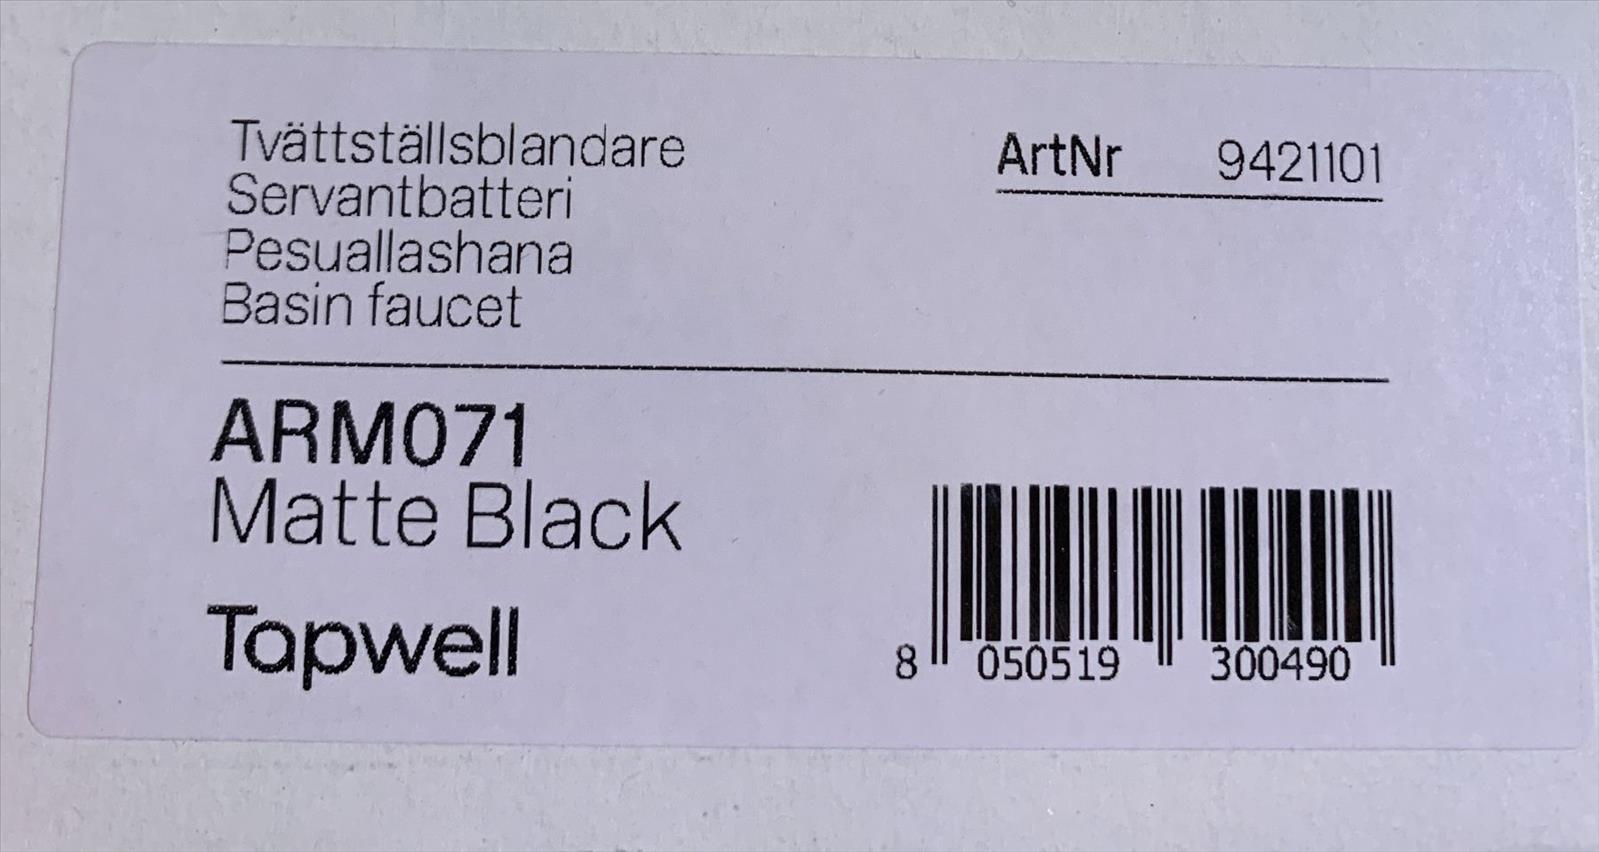 Tvättställsblandare
Servantbatteri
Pesuallashana
Basin faucet
ArtNr 9421101
ARM071
Matte Black
Tapwell
8 050519 300490